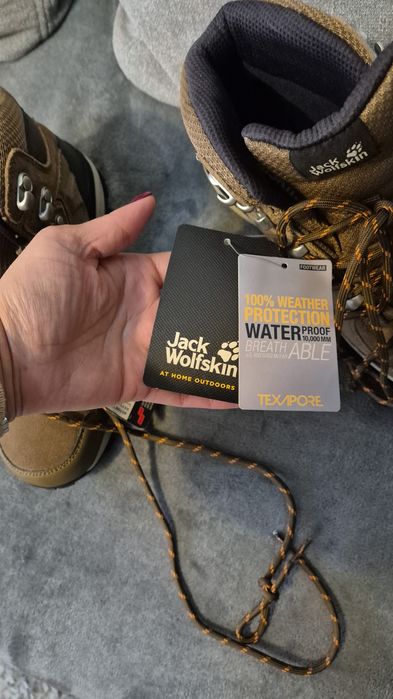 Jack
Wolfskin
FOOTWEAR
100% WEATHER
PROTECTION
WATER PROOF
10,000 MM
BREATH ABLE
TEXAPORE
Jack
Wolfskin
AT HOME OUTDOORS